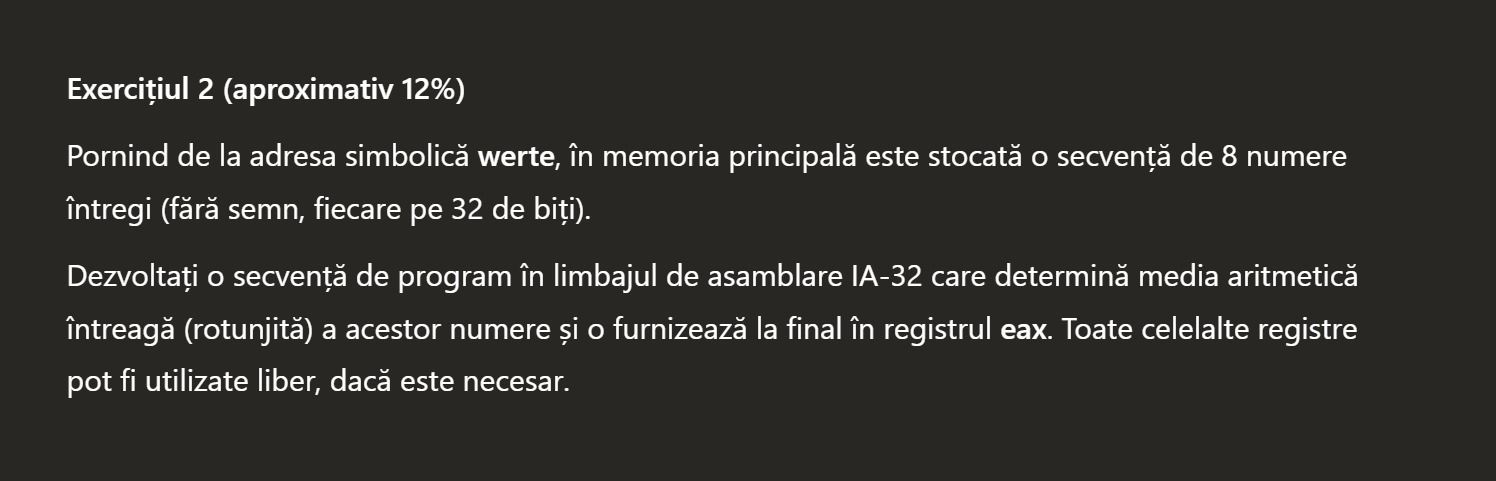 Exercițiul 2 (aproximativ 12%)
Pornind de la adresa simbolică werte, în memoria principală este stocată o secvență de 8 numere
întregi (fără semn, fiecare pe 32 de biți).
Dezvoltați o secvență de program în limbajul de asamblare IA-32 care determină media aritmetică
întreagă (rotunjită) a acestor numere și o furnizează la final în registrul eax. Toate celelalte registre
pot fi utilizate liber, dacă este necesar.